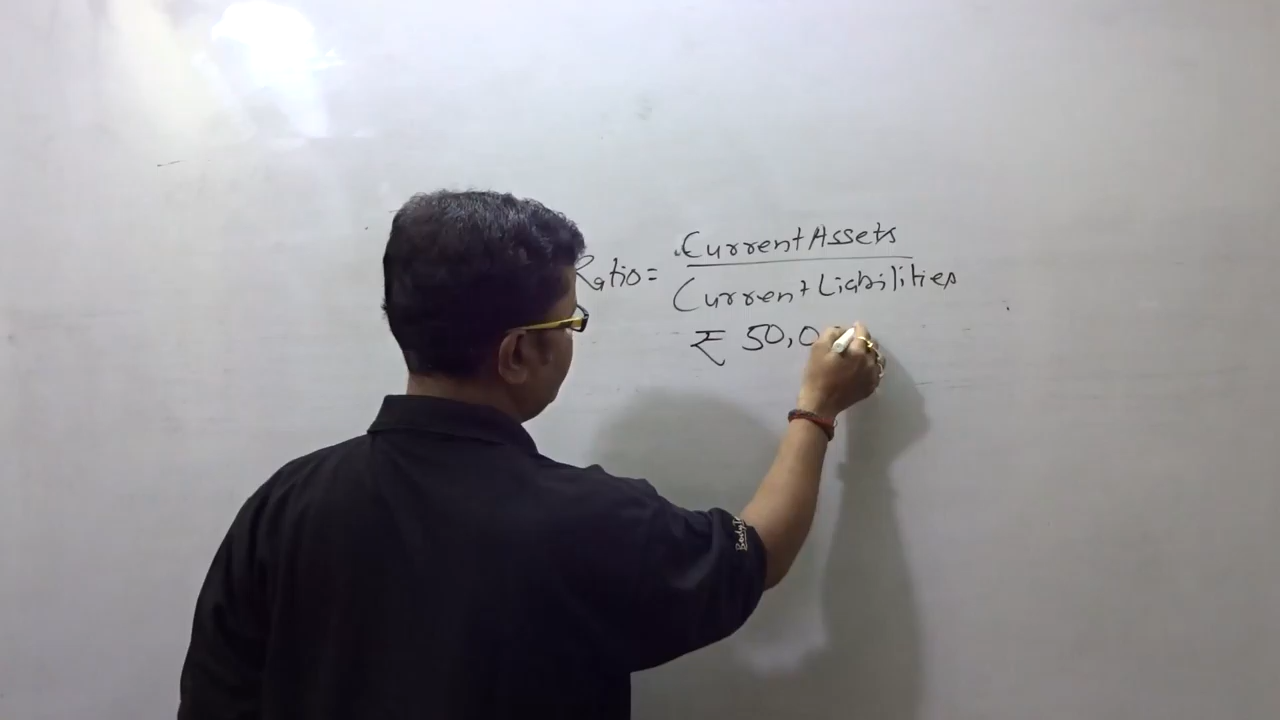 Ratio = Current Assets
Current Liabilities
₹ 50,0